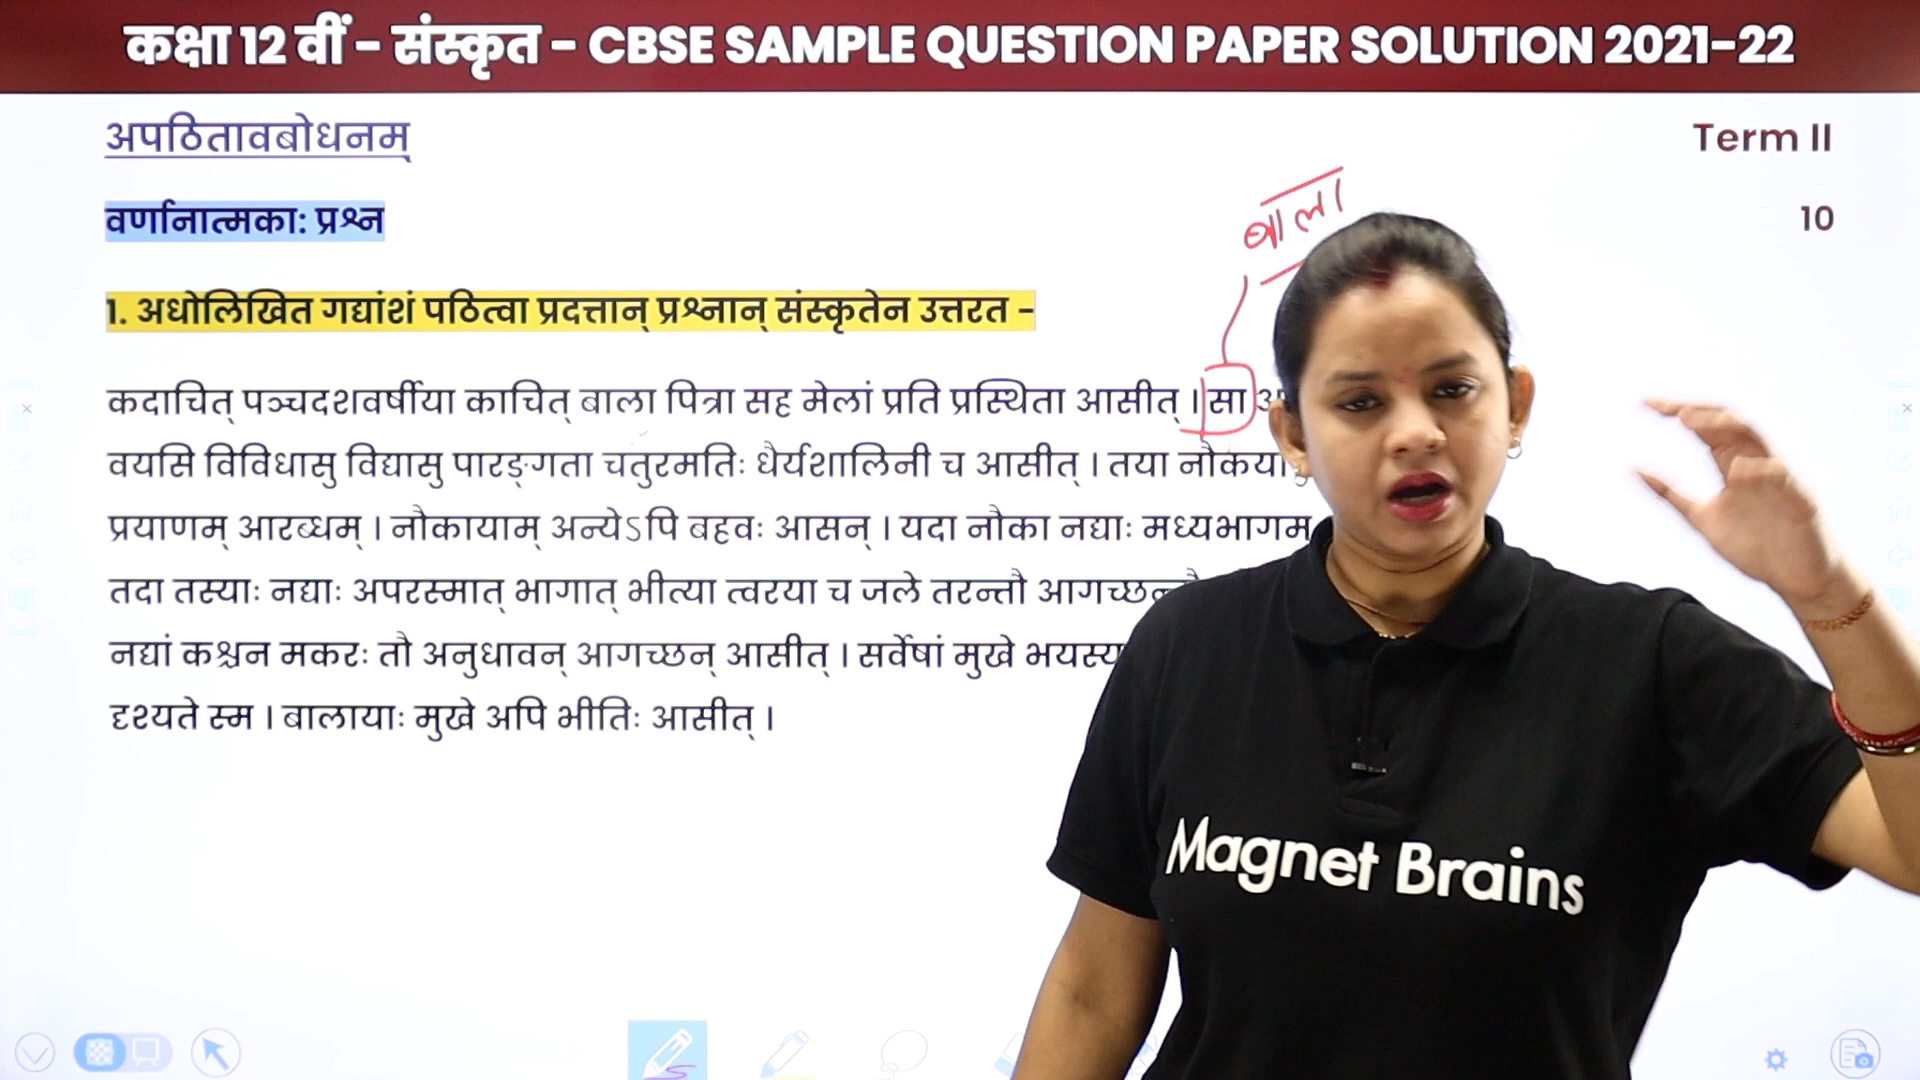 कक्षा 12 वीं - संस्कृत - CBSE SAMPLE QUESTION PAPER SOLUTION 2021-22
अपठितावबोधनम्
Term II
वर्णानात्मका: प्रश्न
10
बाला
1. अधोलिखित गद्यांशं पठित्वा प्रदत्तान् प्रश्नान् संस्कृतेन उत्तरत -
कदाचित् पञ्चदशवर्षीया काचित् बाला पित्रा सह मेलां प्रति प्रस्थिता आसीत् । सा
वयसि विविधासु विद्यासु पारङ्गता चतुरमतिः धैर्यशालिनी च आसीत् । तया नौकया
प्रयाणम् आरब्धम् । नौकायाम् अन्येऽपि बहवः आसन् । यदा नौका नद्याः मध्यभागम
तदा तस्याः नद्याः अपरस्मात् भागात् भीत्या त्वरया च जले तरन्तौ
नद्यां कश्चन मकरः तौ अनुधावन् आगच्छन् आसीत् । सर्वेषां मुखे
दृश्यते स्म । बालायाः मुखे अपि भीतिः आसीत् ।
Magnet Brains